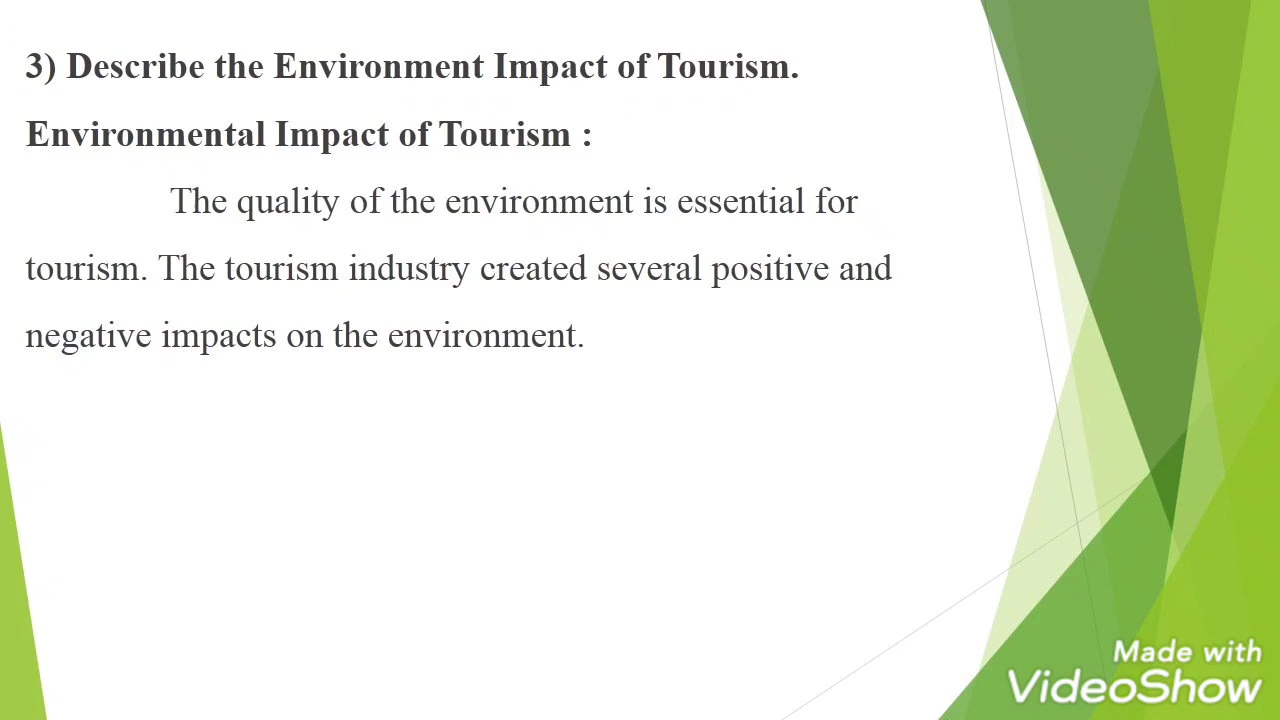 3) Describe the Environment Impact of Tourism.
Environmental Impact of Tourism :
The quality of the environment is essential for
tourism. The tourism industry created several positive and
negative impacts on the environment.
Made with
VideoShow